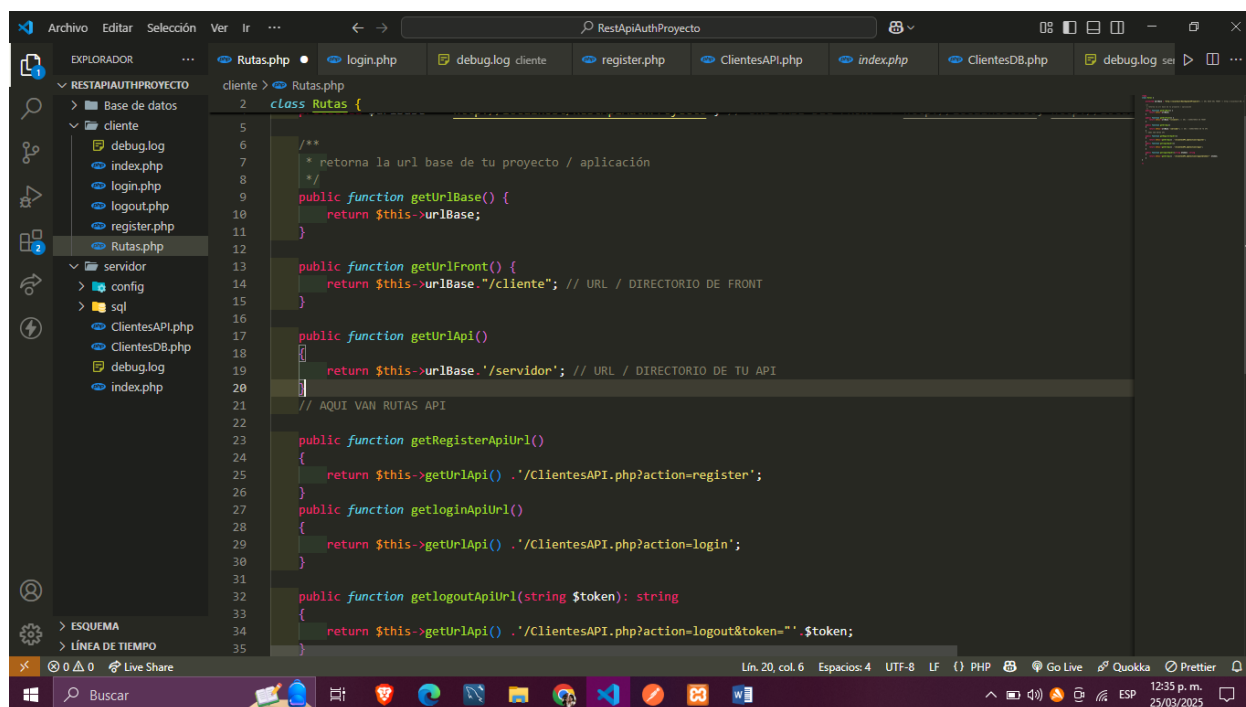 Archivo Editar Selección Ver Ir ··· RestApiAuthProyecto
EXPLORADOR ···
RESTAPIAUTHPROYECTO
Base de datos
cliente
debug.log
index.php
login.php
logout.php
register.php
Rutas.php
servidor
config
sql
ClientesAPI.php
ClientesDB.php
debug.log
index.php
ESQUEMA
LÍNEA DE TIEMPO
1
2
Rutas.php login.php debug.log cliente register.php ClientesAPI.php index.php ClientesDB.php debug.log ser
cliente > Rutas.php
2 class Rutas {
5
6 /**
7 * retorna la url base de tu proyecto / aplicación
8 */
9 public function getUrlBase() {
10 return $this->urlBase;
11 }
12
13 public function getUrlFront() {
14 return $this->urlBase."/cliente"; // URL / DIRECTORIO DE FRONT
15 }
16
17 public function getUrlApi()
18 {
19 return $this->urlBase.'/servidor'; // URL / DIRECTORIO DE TU API
20 }
21 // AQUI VAN RUTAS API
22
23 public function getRegisterApiUrl()
24 {
25 return $this->getUrlApi() .'/ClientesAPI.php?action=register';
26 }
27 public function getloginApiUrl()
28 {
29 return $this->getUrlApi() .'/ClientesAPI.php?action=login';
30 }
31
32 public function getlogoutApiUrl(string $token): string
33 {
34 return $this->getUrlApi() .'/ClientesAPI.php?action=logout&token="'.$token;
35 }
0 0 Live Share Lín. 20, col. 6 Espacios: 4 UTF-8 LF {} PHP Go Live Quokka Prettier
Buscar ESP 12:35 p. m.
25/03/2025